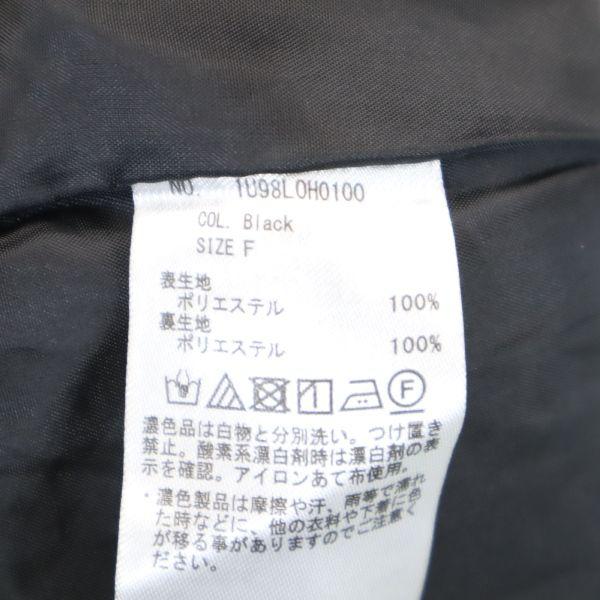 NO. 1U98L0H0100
COL. Black
SIZE F
表生地
ポリエステル 100%
裏生地
ポリエステル 100%
F
濃色品は白物と分別洗い。つけ置き
禁止。酸素系漂白剤時は漂白剤の表
示を確認。アイロンあて布使用。
・濃色製品は摩擦や汗、雨等で濡れ
た時などに、他の衣料や下着に色
が移る事がありますのでご注意く
ださい。